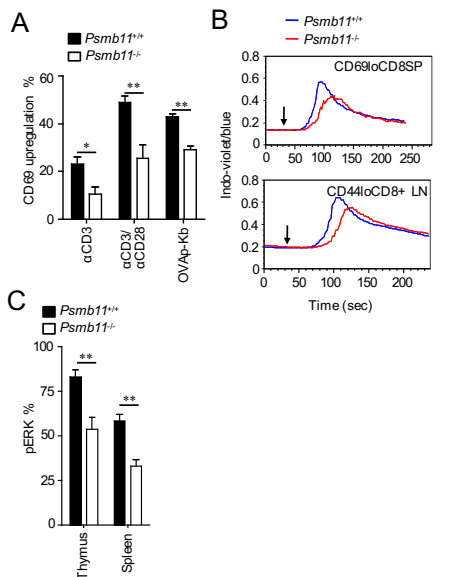 A
Psmb11+/+
Psmb11-/-
CD69 upregulation %
60
40
20
0
*
**
**
αCD3
αCD3/
αCD28
OVAp-Kb
B
Psmb11+/+
Psmb11-/-
Indo-violet/blue
CD69loCD8SP
0.8
0.6
0.4
0.2
0
0 50 100 150 200 250
CD44loCD8+ LN
0.8
0.6
0.4
0.2
0
0 50 100 150 200
Time (sec)
C
Psmb11+/+
Psmb11-/-
pERK %
100
75
50
25
0
**
**
Thymus
Spleen